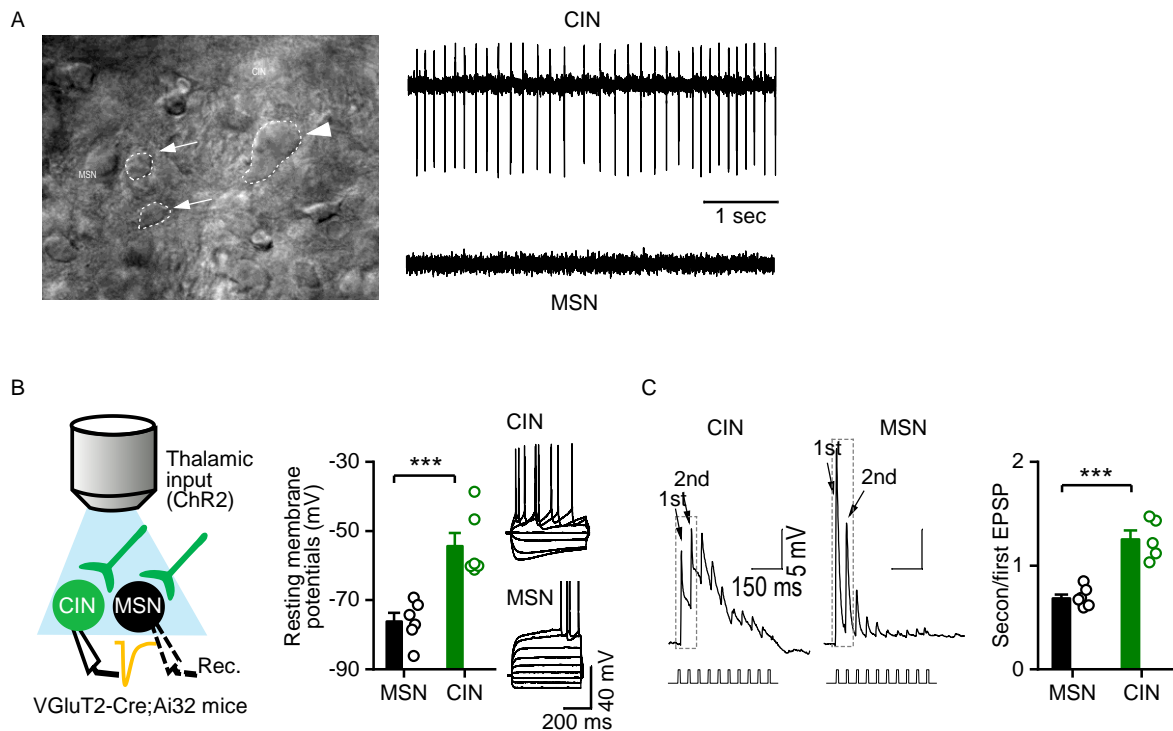 A
CIN
CIN
MSN
1 sec
MSN
B
Thalamic
input
(ChR2)
CIN
MSN
Rec.
VGluT2-Cre;Ai32 mice
Resting membrane
potentials (mV)
-30
-50
-70
-90
***
MSN
CIN
CIN
MSN
40 mV
200 ms
C
CIN
MSN
1st
2nd
1st
2nd
5 mV
150 ms
Secon/first EPSP
2
1
0
***
MSN
CIN